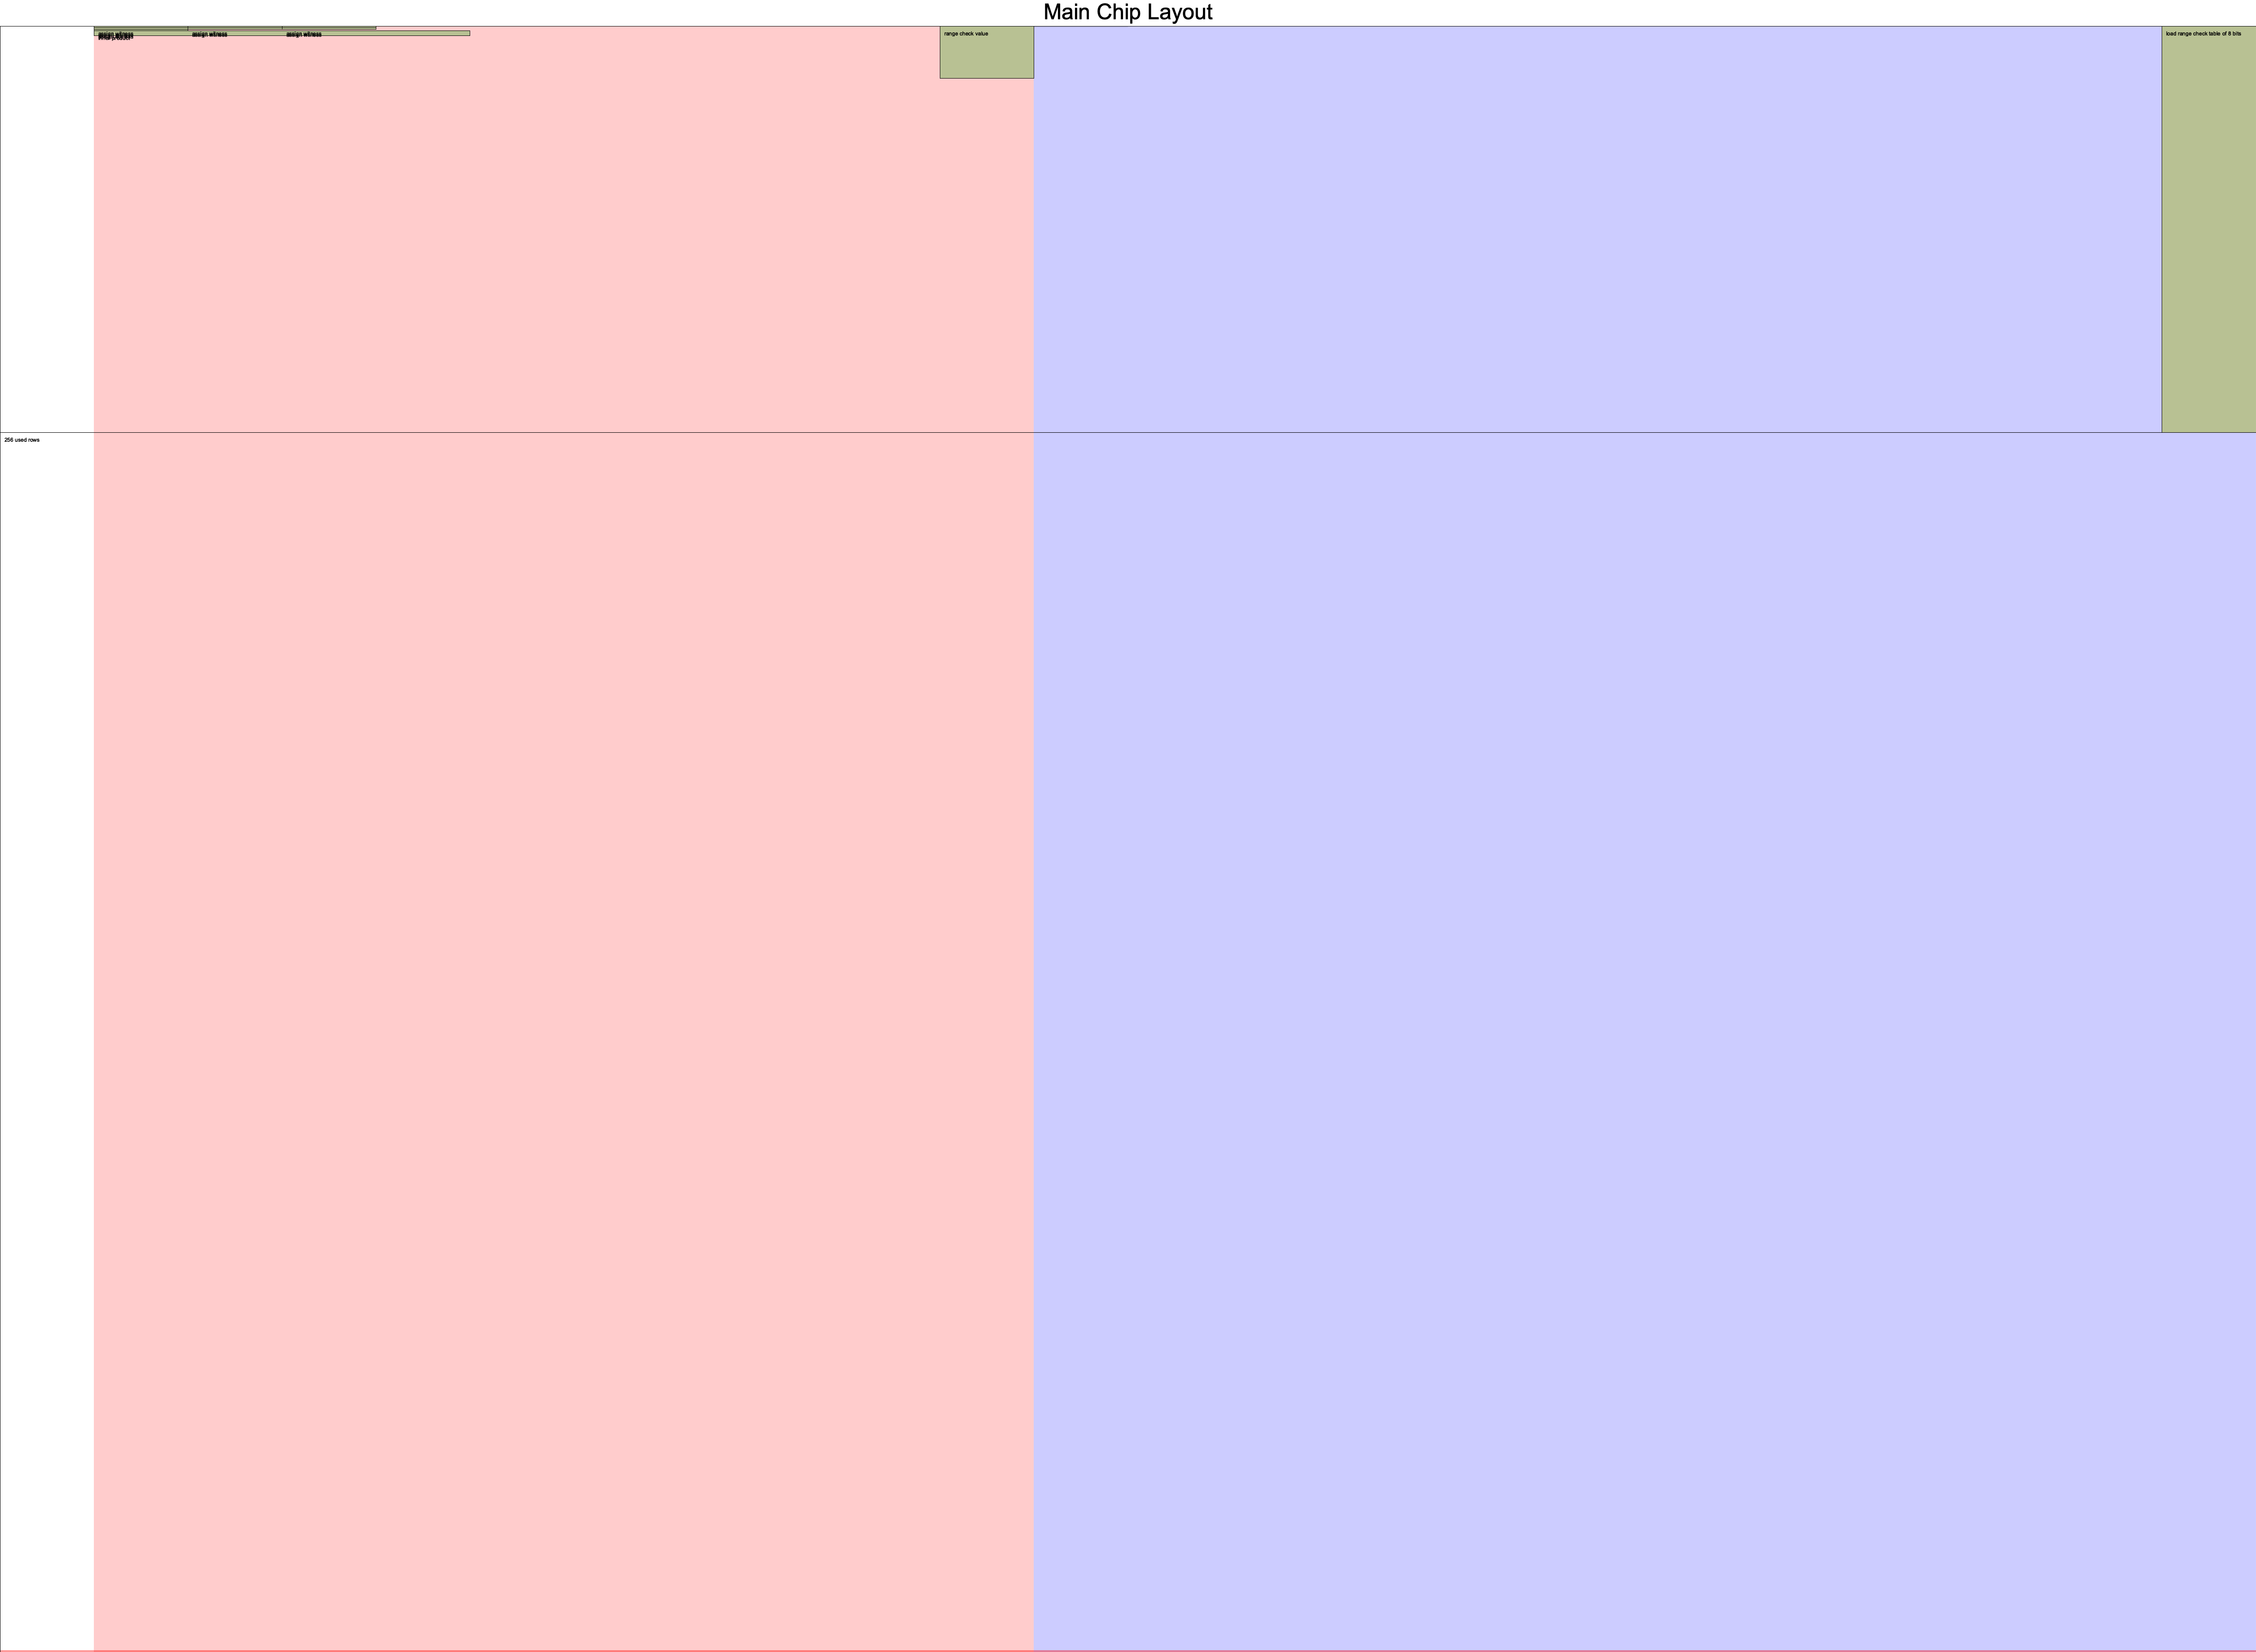 Main Chip Layout
assign witness assign witness assign witness
range check value
load range check table of 8 bits
256 used rows